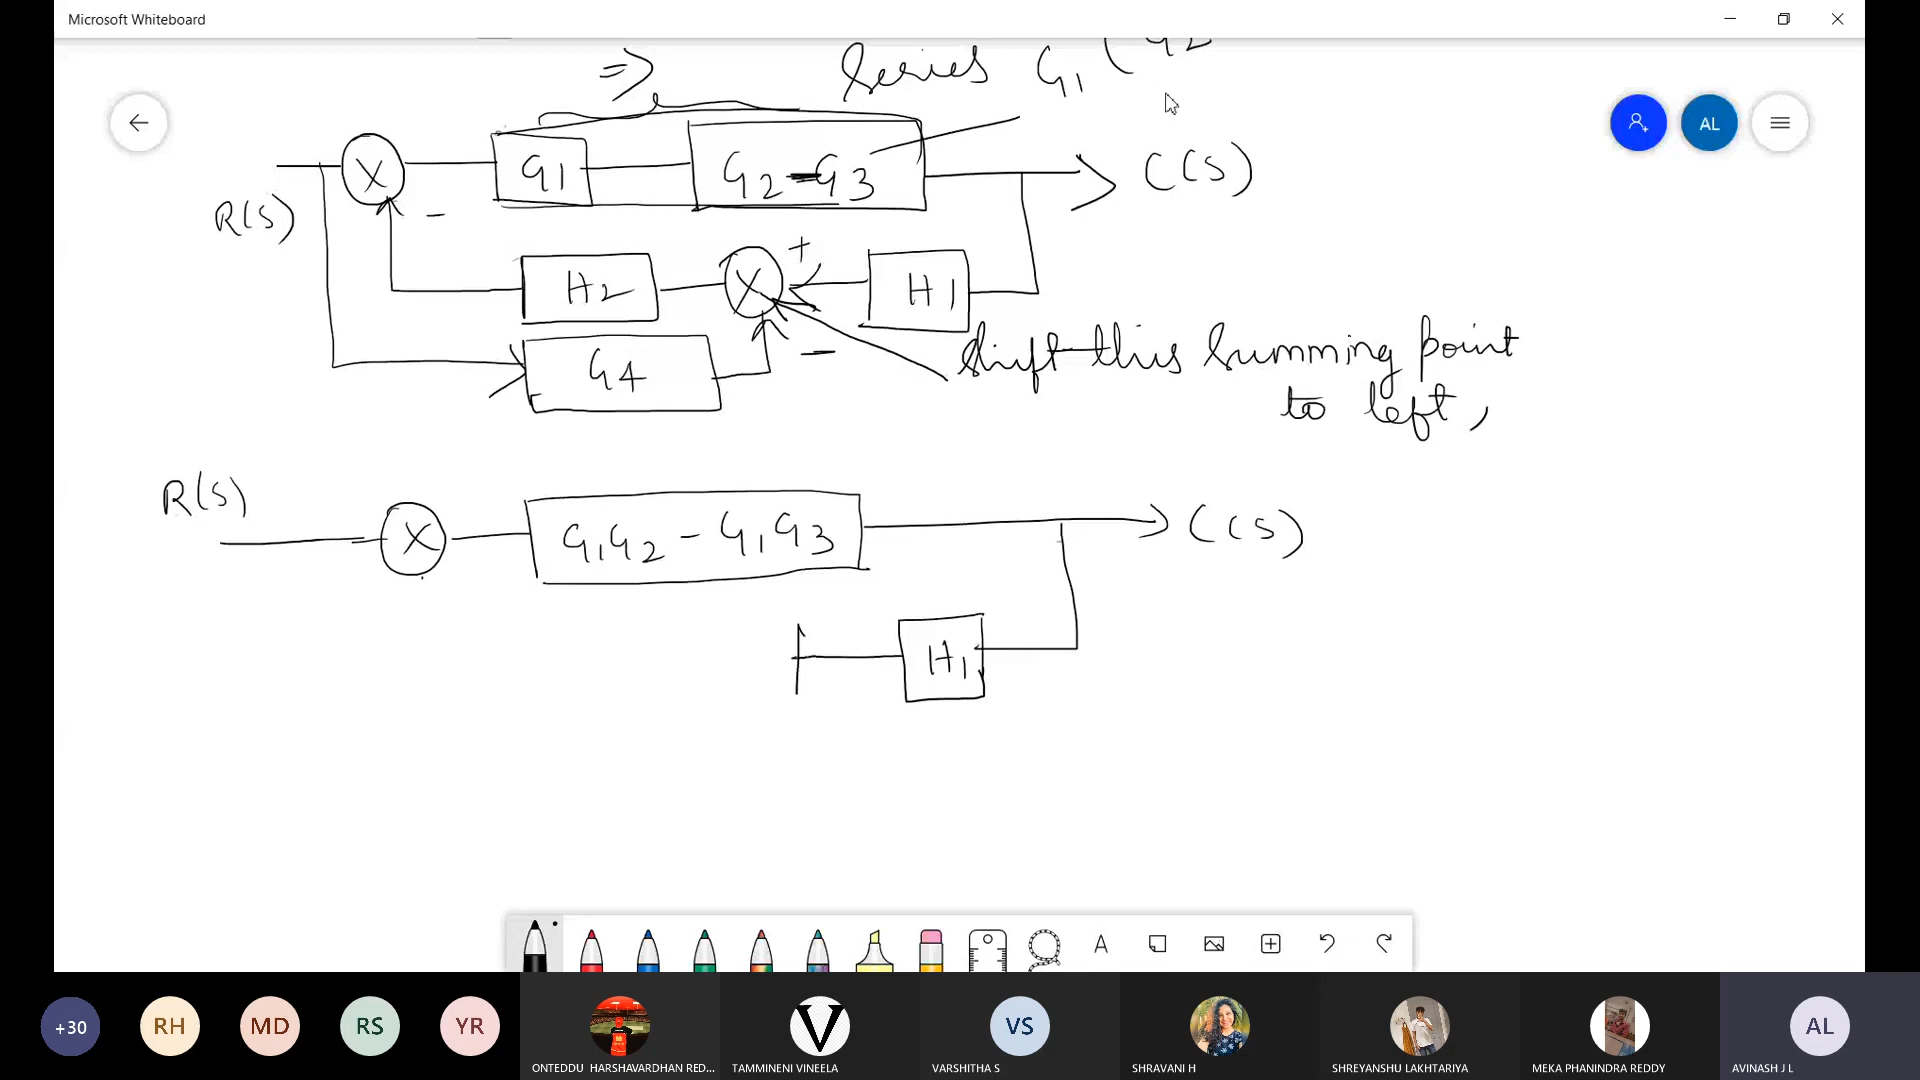 Microsoft Whiteboard
=> Series G1 ( G2
AL
R(S) X G1 G2-G3 C(S)
-
+
H2 X H1
-
G4
shift this summing point
to left,
R(S) X G1G2 - G1G3 C(S)
H1
A
+30 RH MD RS YR V VS AL
ONTEDDU HARSHAVARDHAN RED... TAMMINENI VINEELA VARSHITHA S SHRAVANI H SHREYANSHU LAKHTARIYA MEKA PHANINDRA REDDY AVINASH J L